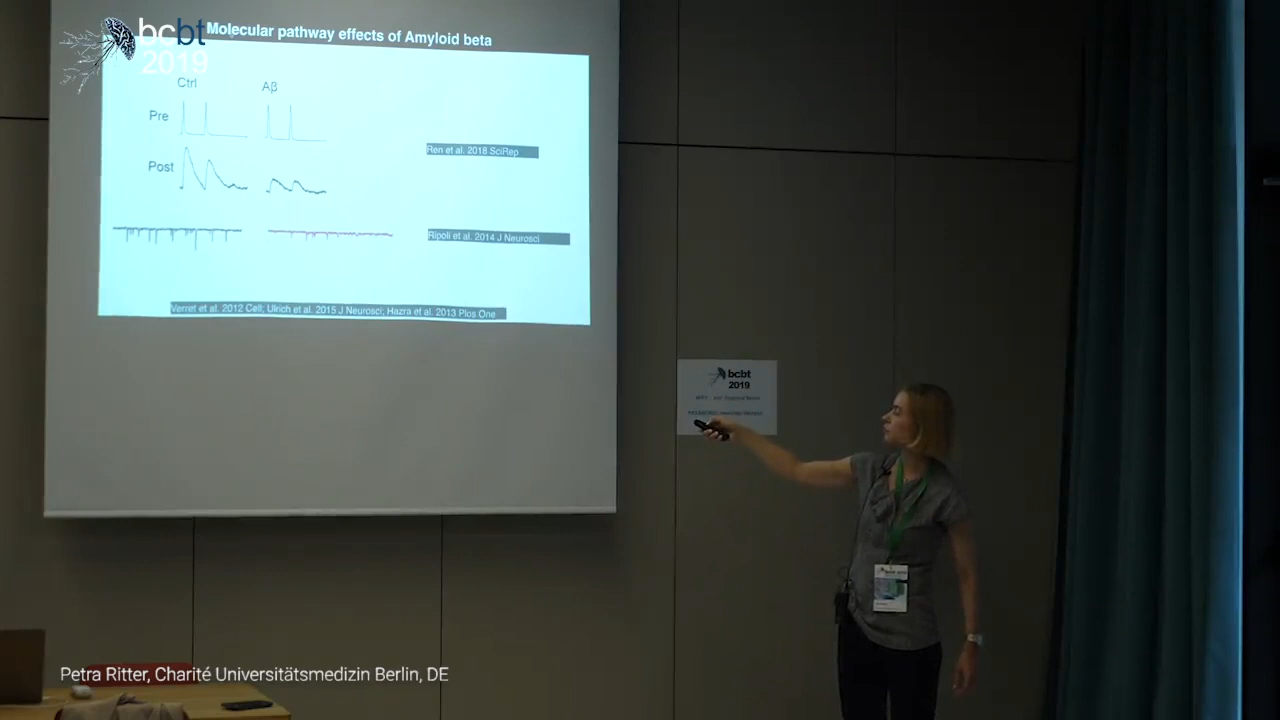 bcbt
2019
Molecular pathway effects of Amyloid beta
Ctrl
Aβ
Pre
Post
Ren et al. 2018 SciRep
Ripoli et al. 2014 J Neurosci
Verret et al. 2012 Cell; Ulrich et al. 2015 J Neurosci; Hazra et al. 2013 Plos One
bcbt
2019
Petra Ritter, Charité Universitätsmedizin Berlin, DE